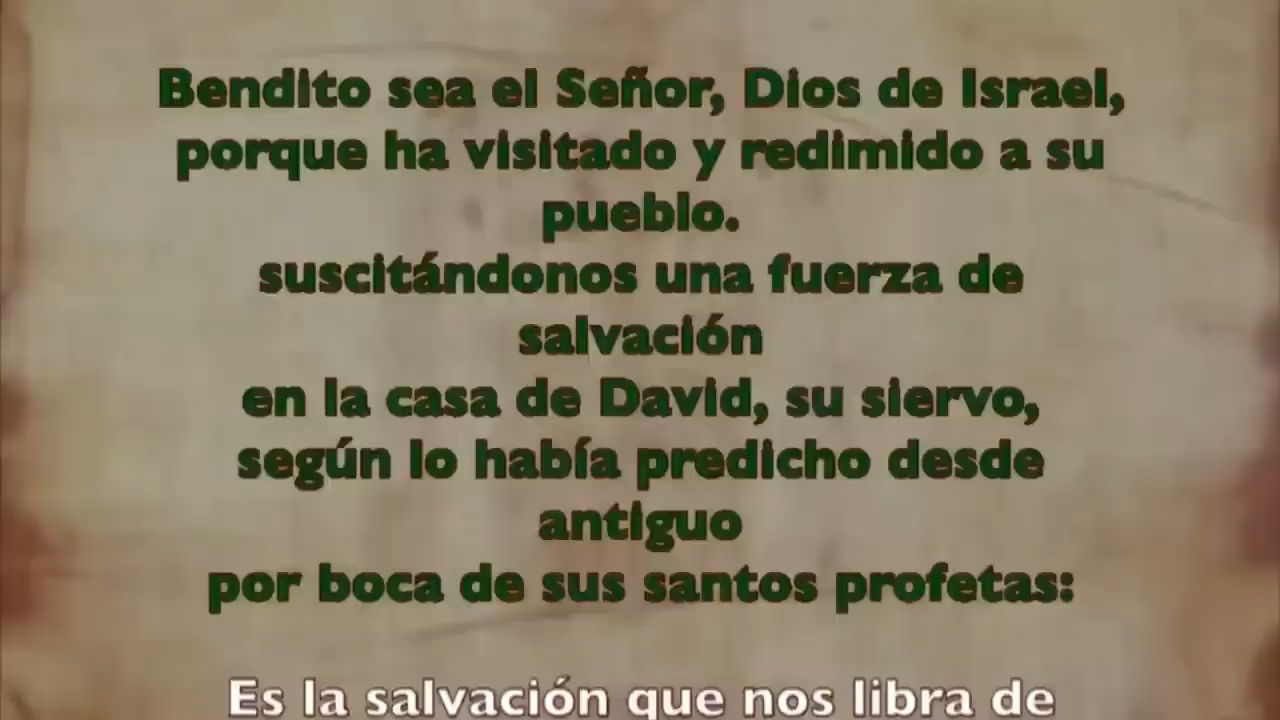 Bendito sea el Señor, Dios de Israel,
porque ha visitado y redimido a su
pueblo.
suscitándonos una fuerza de
salvación
en la casa de David, su siervo,
según lo había predicho desde
antiguo
por boca de sus santos profetas:
Es la salvación que nos libra de